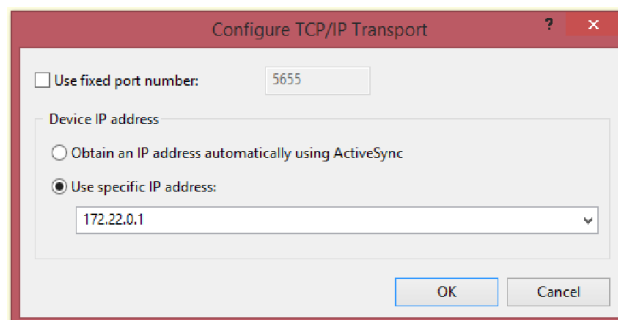 Configure TCP/IP Transport
?
x
Use fixed port number: 5655
Device IP address
Obtain an IP address automatically using ActiveSync
Use specific IP address:
172.22.0.1
OK Cancel